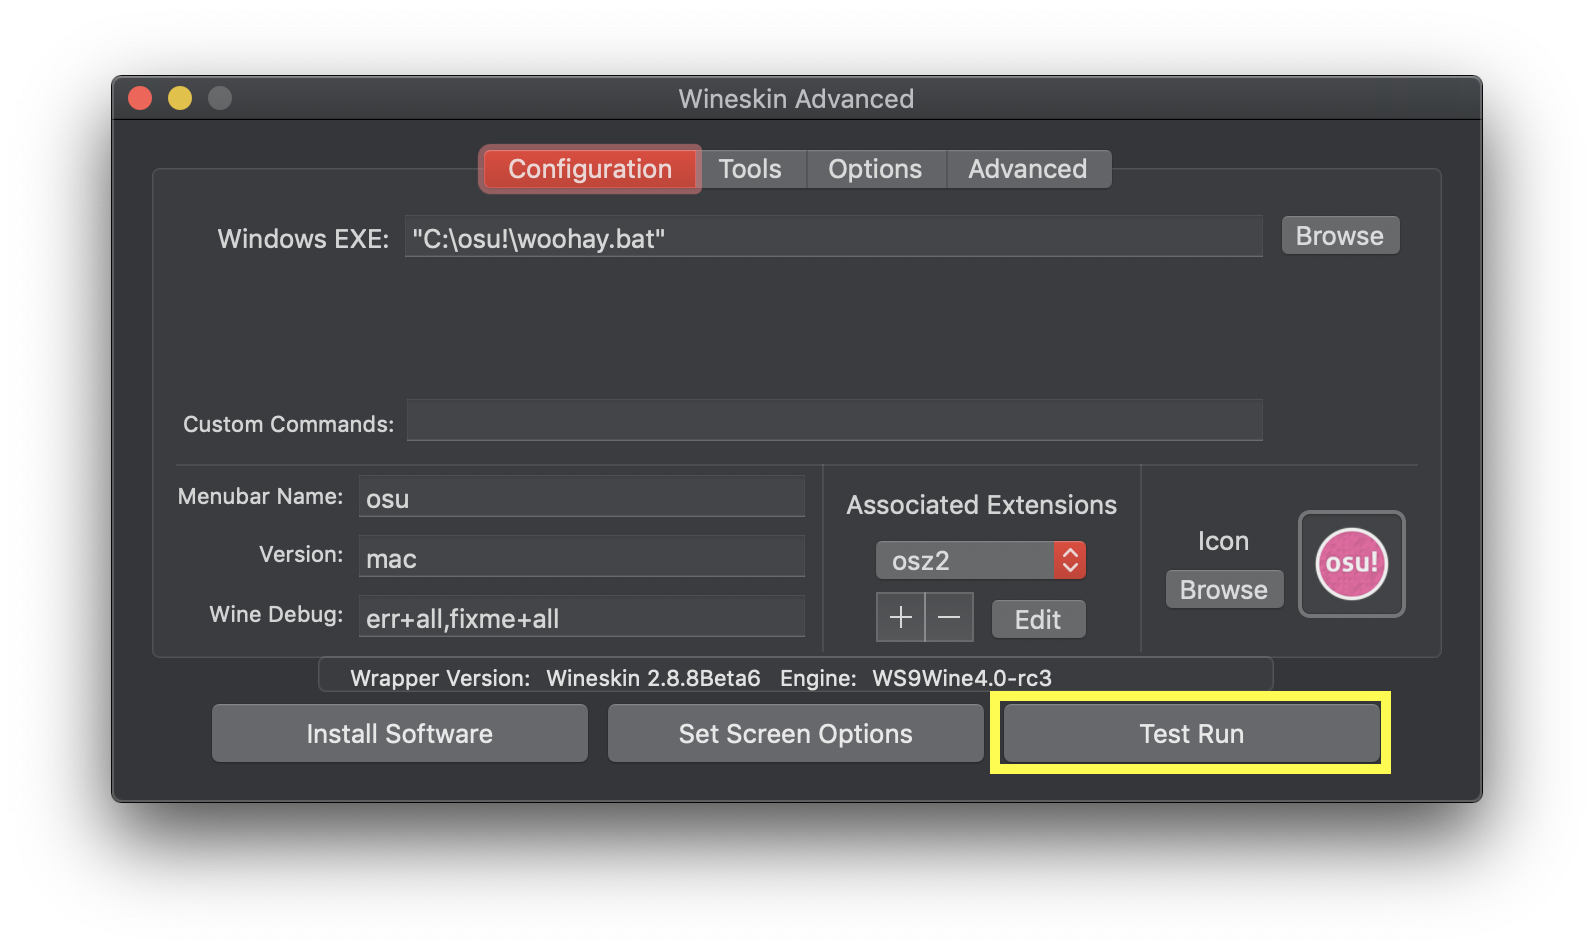 Wineskin Advanced
Configuration Tools Options Advanced
Windows EXE: "C:\osu!\woohay.bat" Browse
Custom Commands:
Menubar Name: osu
Version: mac
Wine Debug: err+all,fixme+all
Associated Extensions
osz2
+ − Edit
Icon
Browse
osu!
Wrapper Version: Wineskin 2.8.8Beta6 Engine: WS9Wine4.0-rc3
Install Software Set Screen Options Test Run